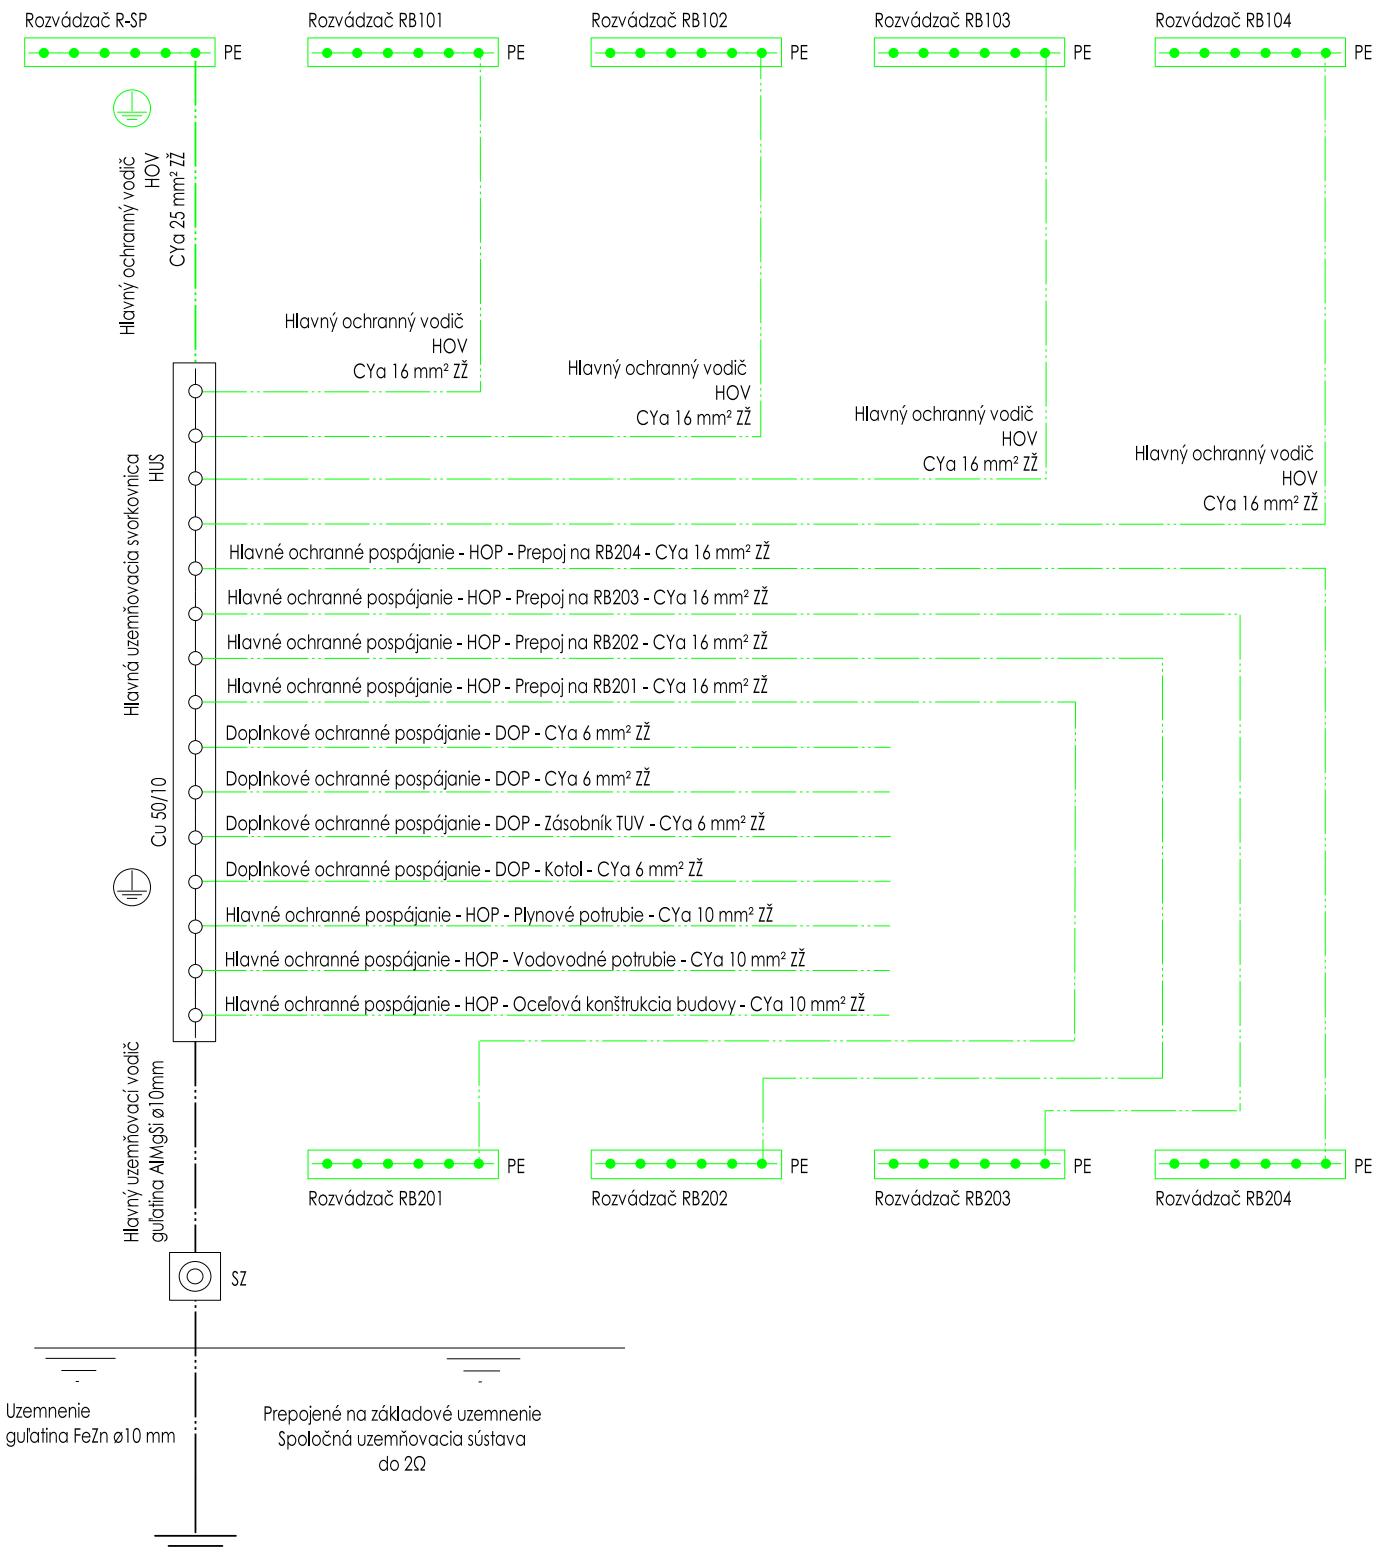 Rozvádzač R-SP
Rozvádzač RB101
Rozvádzač RB102
Rozvádzač RB103
Rozvádzač RB104
PE
PE
PE
PE
PE
Hlavný ochranný vodič
HOV
CYa 25 mm² ZŽ
Hlavný ochranný vodič
HOV
CYa 16 mm² ZŽ
Hlavný ochranný vodič
HOV
CYa 16 mm² ZŽ
Hlavný ochranný vodič
HOV
CYa 16 mm² ZŽ
Hlavný ochranný vodič
HOV
CYa 16 mm² ZŽ
Hlavná uzemňovacia svorkovnica
HUS
Cu 50/10
Hlavné ochranné pospájanie - HOP - Prepoj na RB204 - CYa 16 mm² ZŽ
Hlavné ochranné pospájanie - HOP - Prepoj na RB203 - CYa 16 mm² ZŽ
Hlavné ochranné pospájanie - HOP - Prepoj na RB202 - CYa 16 mm² ZŽ
Hlavné ochranné pospájanie - HOP - Prepoj na RB201 - CYa 16 mm² ZŽ
Doplnkové ochranné pospájanie - DOP - CYa 6 mm² ZŽ
Doplnkové ochranné pospájanie - DOP - CYa 6 mm² ZŽ
Doplnkové ochranné pospájanie - DOP - Zásobník TUV - CYa 6 mm² ZŽ
Doplnkové ochranné pospájanie - DOP - Kotol - CYa 6 mm² ZŽ
Hlavné ochranné pospájanie - HOP - Plynové potrubie - CYa 10 mm² ZŽ
Hlavné ochranné pospájanie - HOP - Vodovodné potrubie - CYa 10 mm² ZŽ
Hlavné ochranné pospájanie - HOP - Oceľová konštrukcia budovy - CYa 10 mm² ZŽ
Hlavný uzemňovací vodič
guľatina AlMgSi ø10mm
PE
PE
PE
PE
Rozvádzač RB201
Rozvádzač RB202
Rozvádzač RB203
Rozvádzač RB204
SZ
Uzemnenie
guľatina FeZn ø10 mm
Prepojené na základové uzemnenie
Spoločná uzemňovacia sústava
do 2Ω